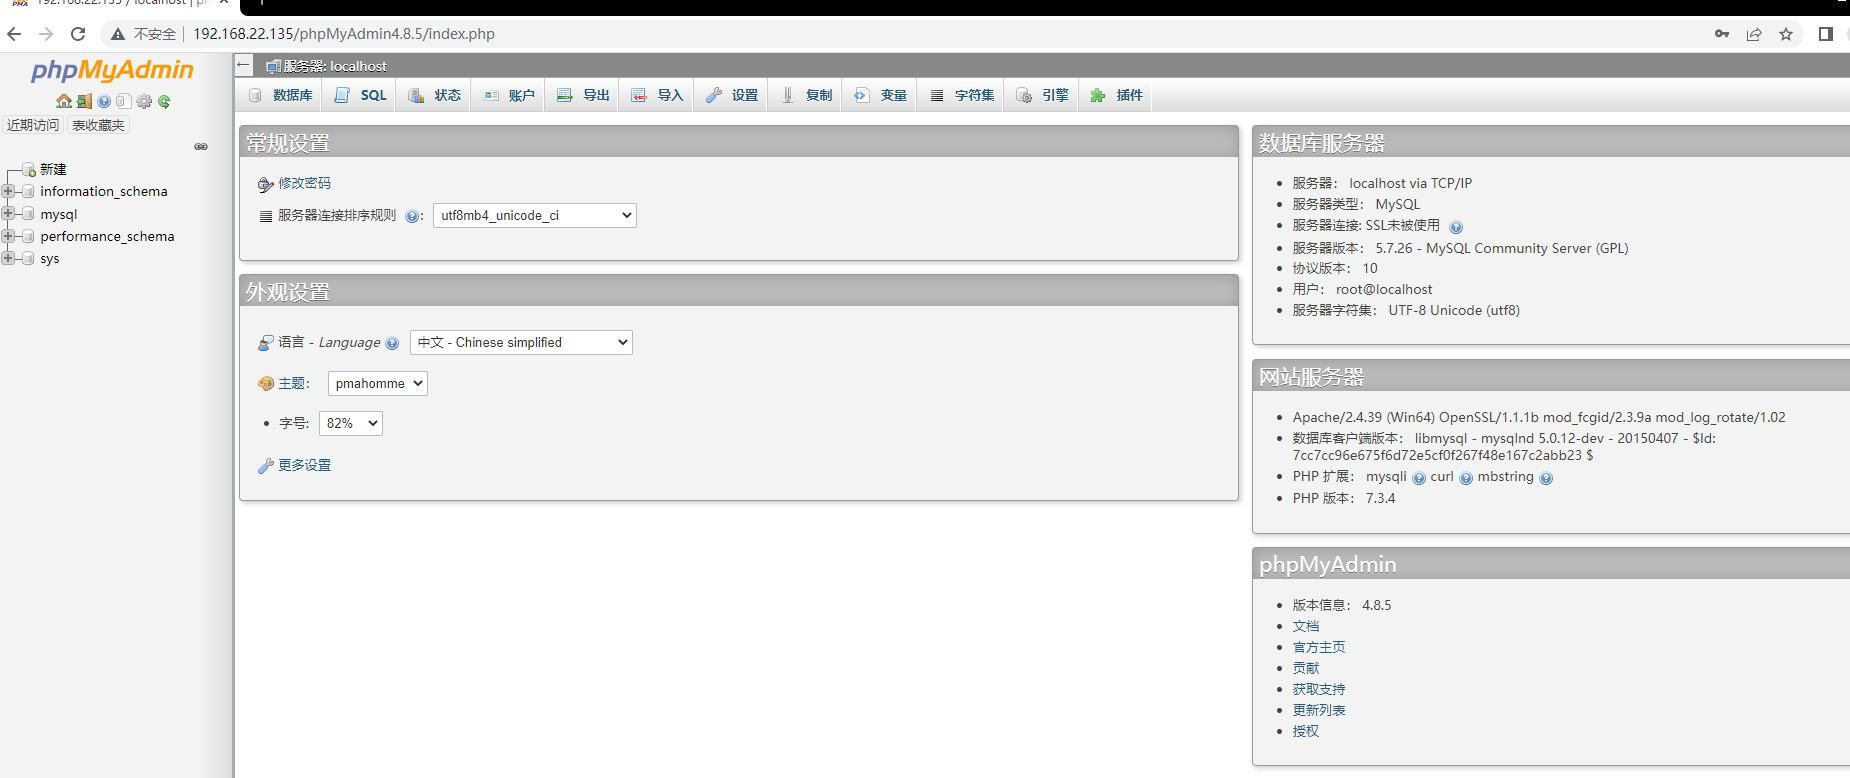 192.168.22.135 / localhost | ph
不安全 192.168.22.135/phpMyAdmin4.8.5/index.php
phpMyAdmin
近期访问 表收藏夹
新建
information_schema
mysql
performance_schema
sys
服务器: localhost
数据库 SQL 状态 账户 导出 导入 设置 复制 变量 字符集 引擎 插件
常规设置
修改密码
服务器连接排序规则 : utf8mb4_unicode_ci
外观设置
语言 - Language 中文 - Chinese simplified
主题： pmahomme
字号: 82%
更多设置
数据库服务器
服务器： localhost via TCP/IP
服务器类型： MySQL
服务器连接: SSL未被使用
服务器版本： 5.7.26 - MySQL Community Server (GPL)
协议版本： 10
用户： root@localhost
服务器字符集： UTF-8 Unicode (utf8)
网站服务器
Apache/2.4.39 (Win64) OpenSSL/1.1.1b mod_fcgid/2.3.9a mod_log_rotate/1.02
数据库客户端版本： libmysql - mysqlnd 5.0.12-dev - 20150407 - $Id:
7cc7cc96e675f6d72e5cf0f267f48e167c2abb23 $
PHP 扩展： mysqli curl mbstring
PHP 版本： 7.3.4
phpMyAdmin
版本信息： 4.8.5
文档
官方主页
贡献
获取支持
更新列表
授权